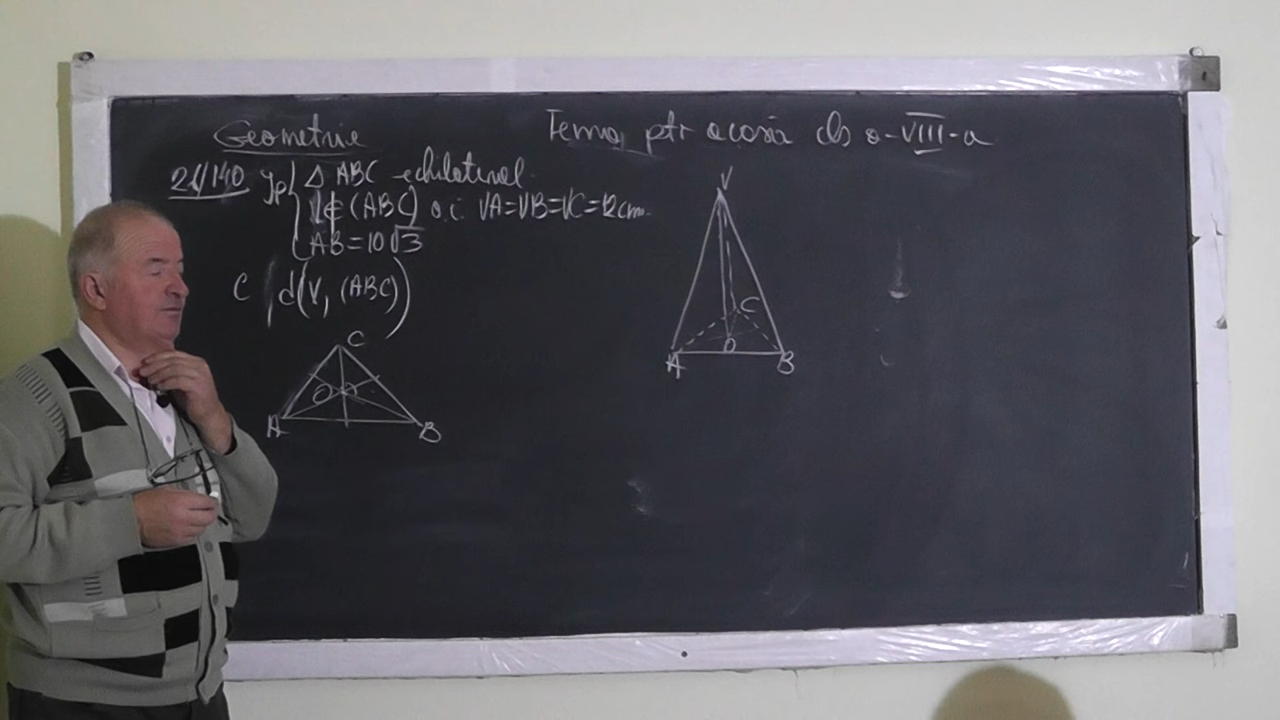 Geometrie
Tema ptr acasă cls a-VIII-a
21/140 Ip Δ ABC echilateral.
V∉(ABC) a.î. VA=VB=VC=12cm.
AB=10√3
C d(V, (ABC))
C
O
A
B
V
C
O
A
B